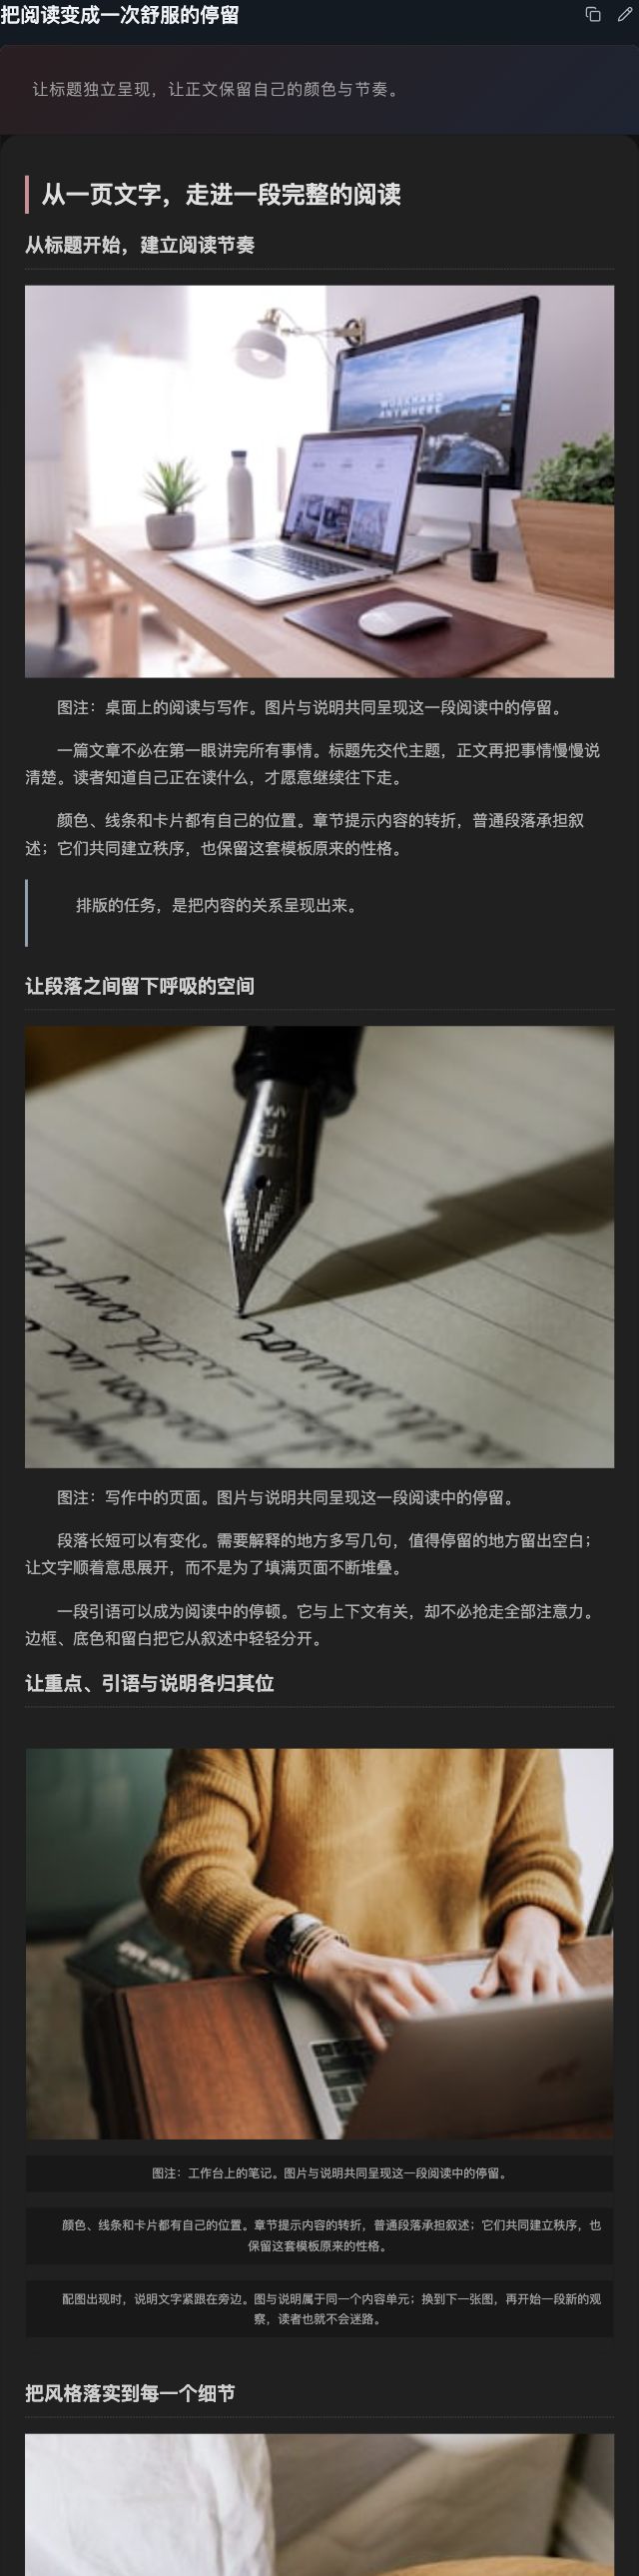 把阅读变成一次舒服的停留
让标题独立呈现，让正文保留自己的颜色与节奏。
从一页文字，走进一段完整的阅读
从标题开始，建立阅读节奏
WORKHARD
ANYWHERE
图注：桌面上的阅读与写作。图片与说明共同呈现这一段阅读中的停留。
一篇文章不必在第一眼讲完所有事情。标题先交代主题，正文再把事情慢慢说
清楚。读者知道自己正在读什么，才愿意继续往下走。
颜色、线条和卡片都有自己的位置。章节提示内容的转折，普通段落承担叙
述；它们共同建立秩序，也保留这套模板原来的性格。
排版的任务，是把内容的关系呈现出来。
让段落之间留下呼吸的空间
图注：写作中的页面。图片与说明共同呈现这一段阅读中的停留。
段落长短可以有变化。需要解释的地方多写几句，值得停留的地方留出空白；
让文字顺着意思展开，而不是为了填满页面不断堆叠。
一段引语可以成为阅读中的停顿。它与上下文有关，却不必抢走全部注意力。
边框、底色和留白把它从叙述中轻轻分开。
让重点、引语与说明各归其位
图注：工作台上的笔记。图片与说明共同呈现这一段阅读中的停留。
颜色、线条和卡片都有自己的位置。章节提示内容的转折，普通段落承担叙述；它们共同建立秩序，也
保留这套模板原来的性格。
配图出现时，说明文字紧跟在旁边。图与说明属于同一个内容单元；换到下一张图，再开始一段新的观
察，读者也就不会迷路。
把风格落实到每一个细节